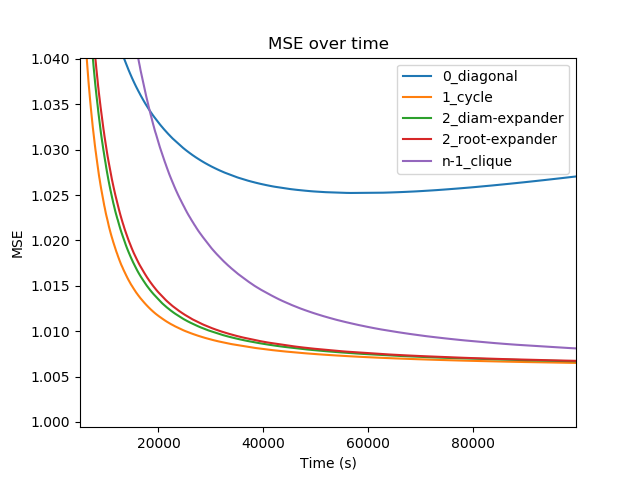 MSE over time
1.040
1.035
1.030
1.025
1.020
1.015
1.010
1.005
1.000
MSE
0_diagonal
1_cycle
2_diam-expander
2_root-expander
n-1_clique
20000 40000 60000 80000
Time (s)